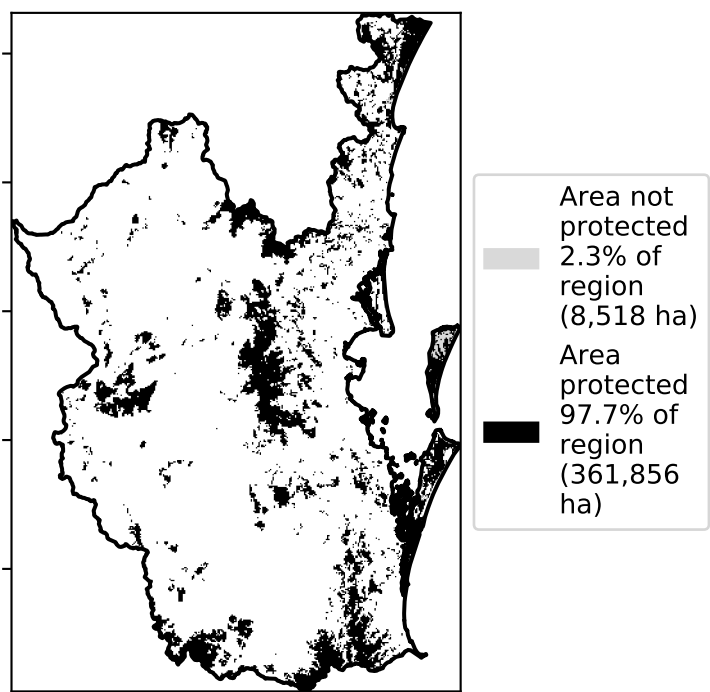 Area not
protected
2.3% of
region
(8,518 ha)
Area
protected
97.7% of
region
(361,856
ha)